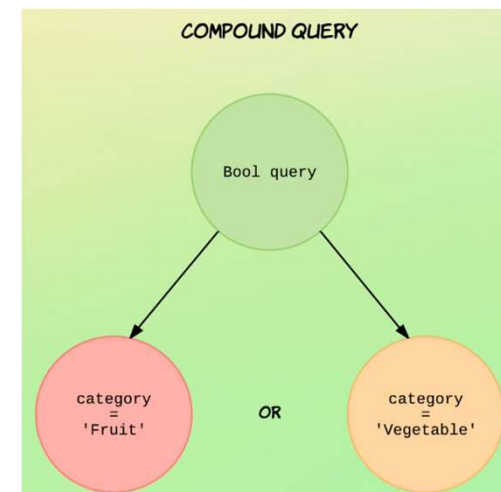 COMPOUND QUERY
Bool query
category
=
'Fruit'
OR
category
=
'Vegetable'